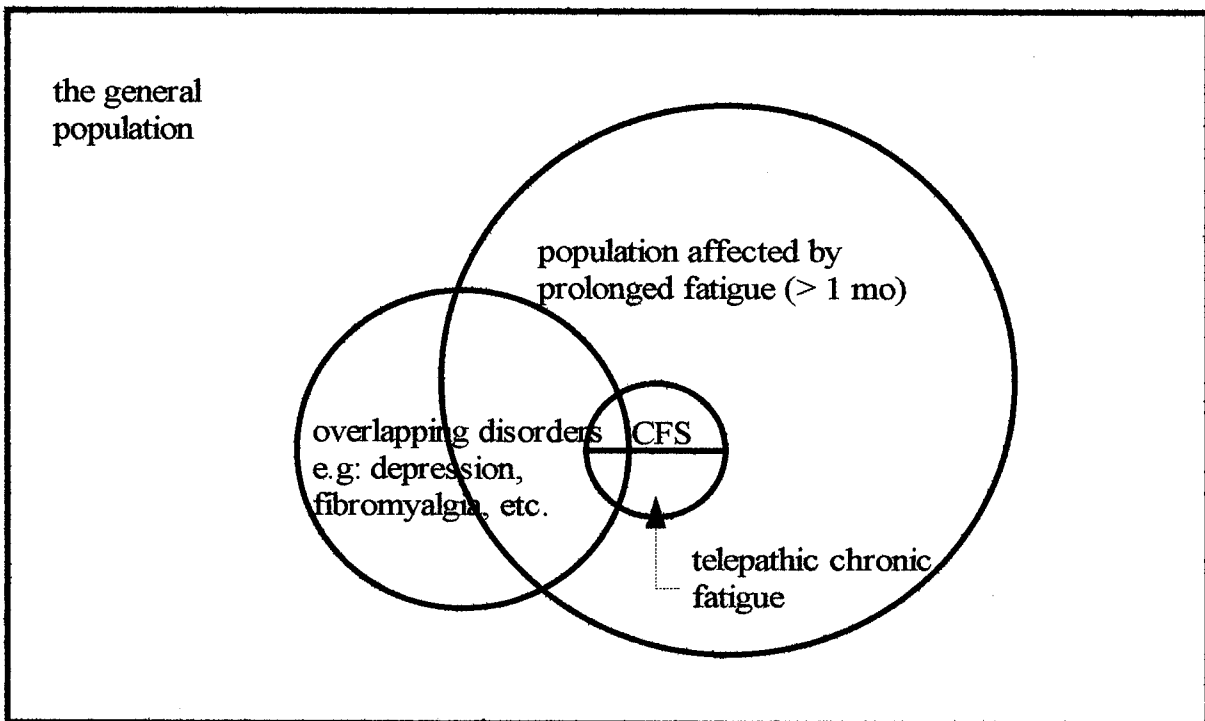 the general
population
population affected by
prolonged fatigue (> 1 mo)
overlapping disorders
e.g: depression,
fibromyalgia, etc.
CFS
telepathic chronic
fatigue